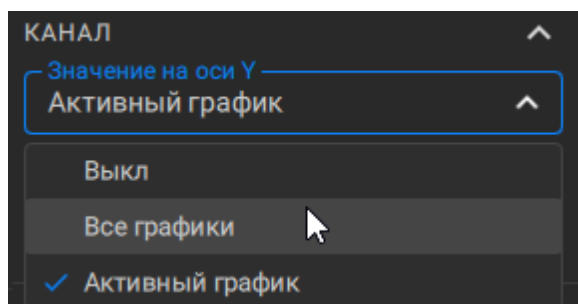 КАНАЛ
Значение на оси Y
Активный график
Выкл
Все графики
Активный график